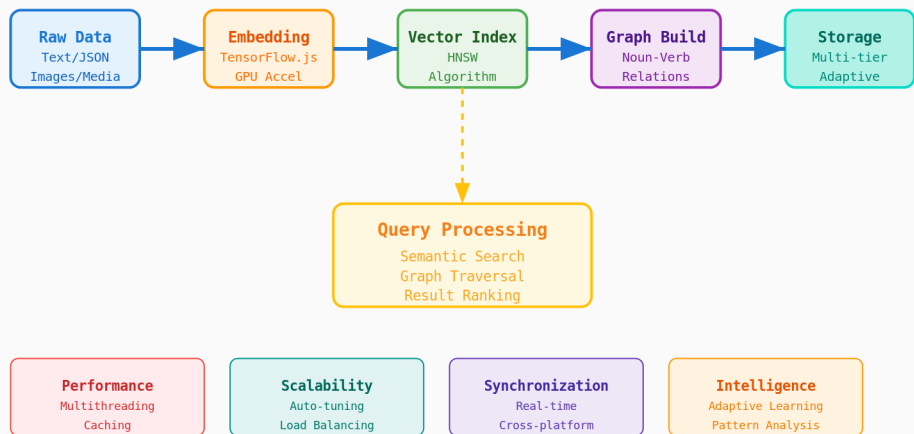 Raw Data
Text/JSON
Images/Media
Embedding
TensorFlow.js
GPU Accel
Vector Index
HNSW
Algorithm
Graph Build
Noun-Verb
Relations
Storage
Multi-tier
Adaptive
Query Processing
Semantic Search
Graph Traversal
Result Ranking
Performance
Multithreading
Caching
Scalability
Auto-tuning
Load Balancing
Synchronization
Real-time
Cross-platform
Intelligence
Adaptive Learning
Pattern Analysis